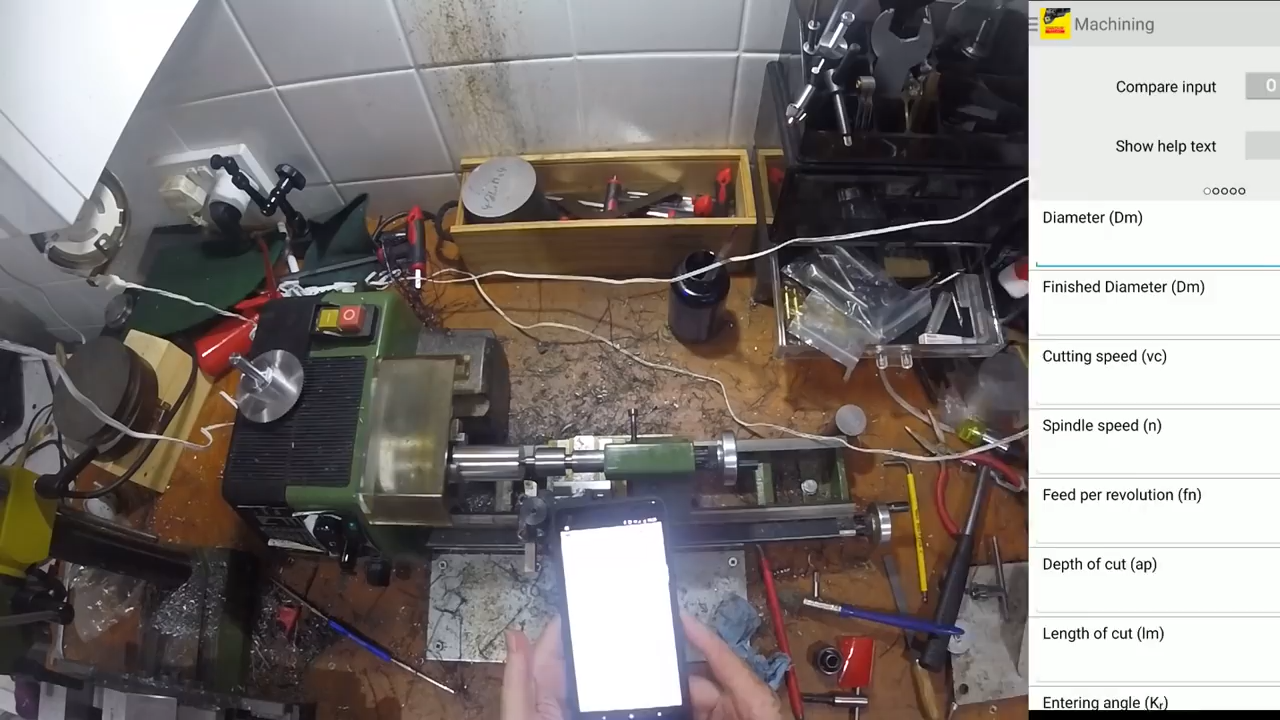 Machining
Compare input
0
Show help text
Diameter (Dm)
Finished Diameter (Dm)
Cutting speed (vc)
Spindle speed (n)
Feed per revolution (fn)
Depth of cut (ap)
Length of cut (lm)
Entering angle (Kr)